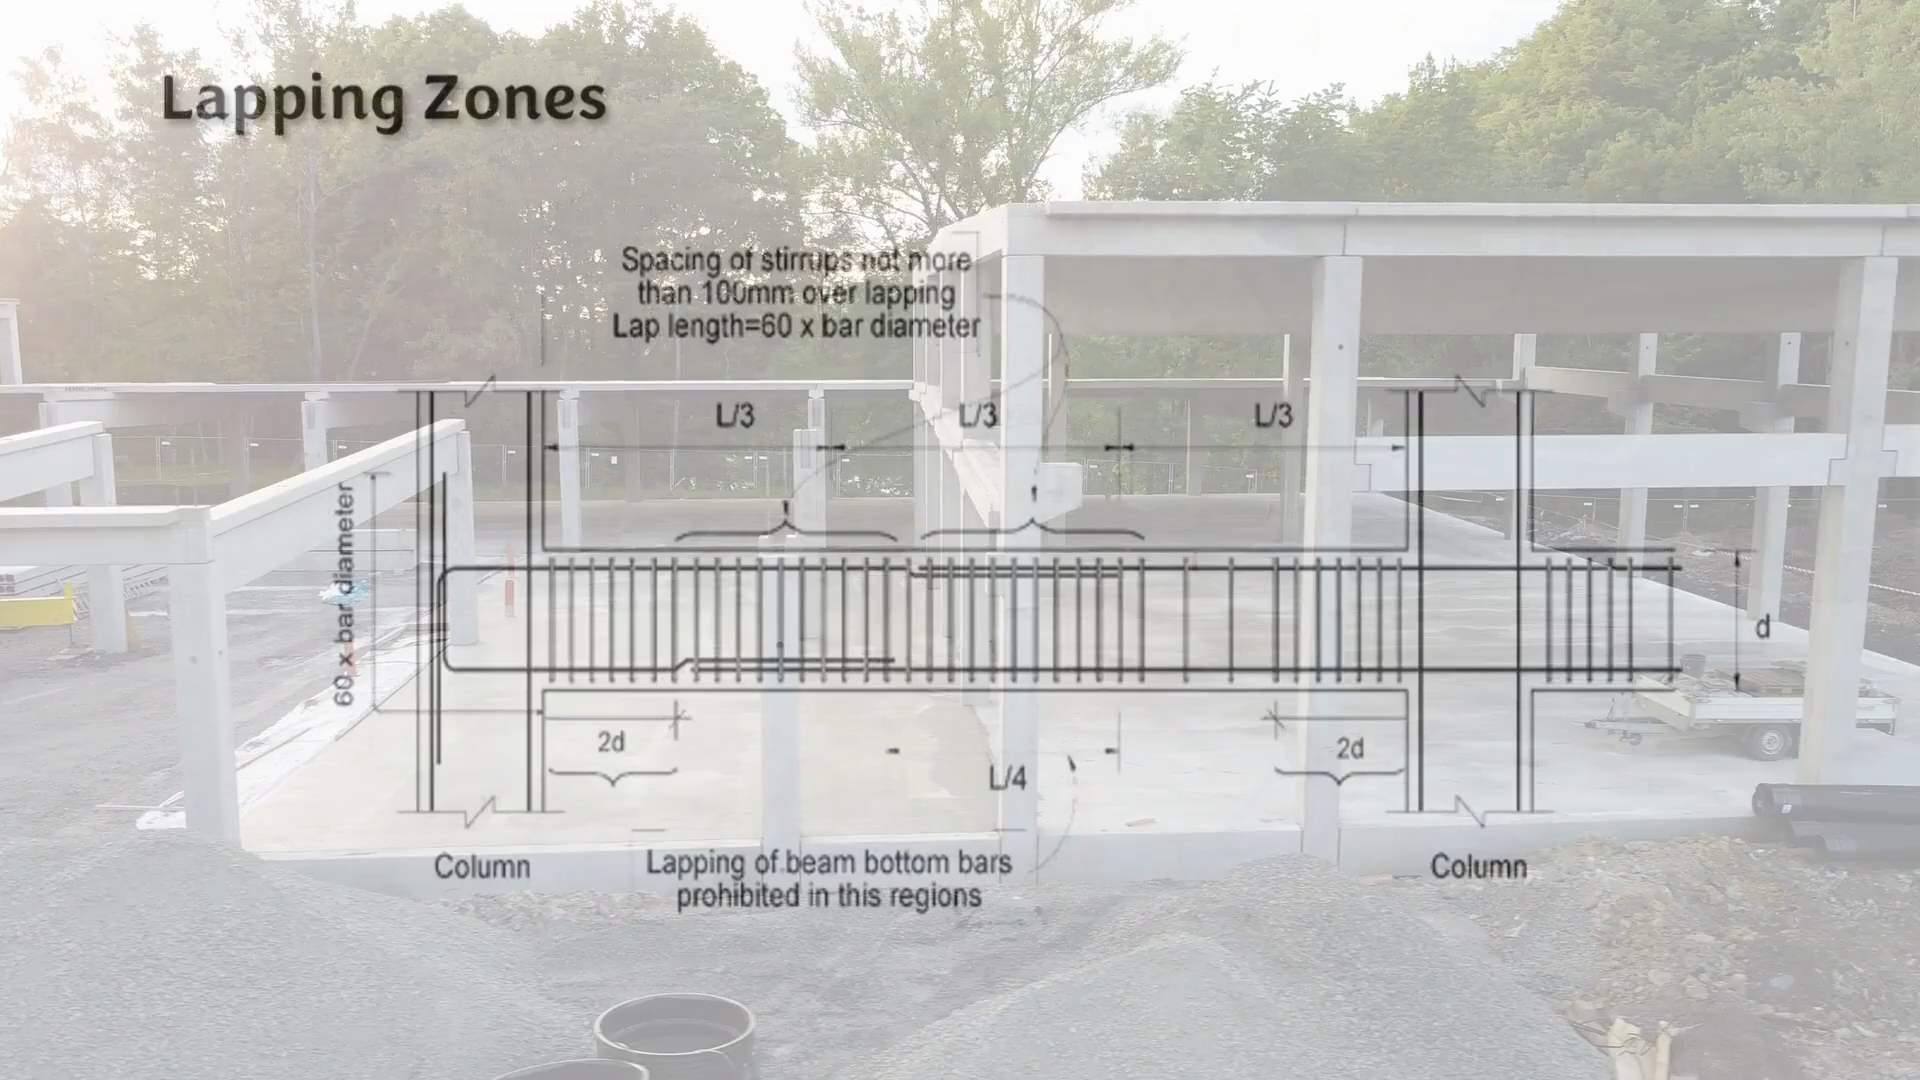 Lapping Zones
Spacing of stirrups not more
than 100mm over lapping
Lap length=60 x bar diameter
L/3
L/3
L/3
60 x bar diameter
d
2d
2d
L/4
Column
Lapping of beam bottom bars
prohibited in this regions
Column